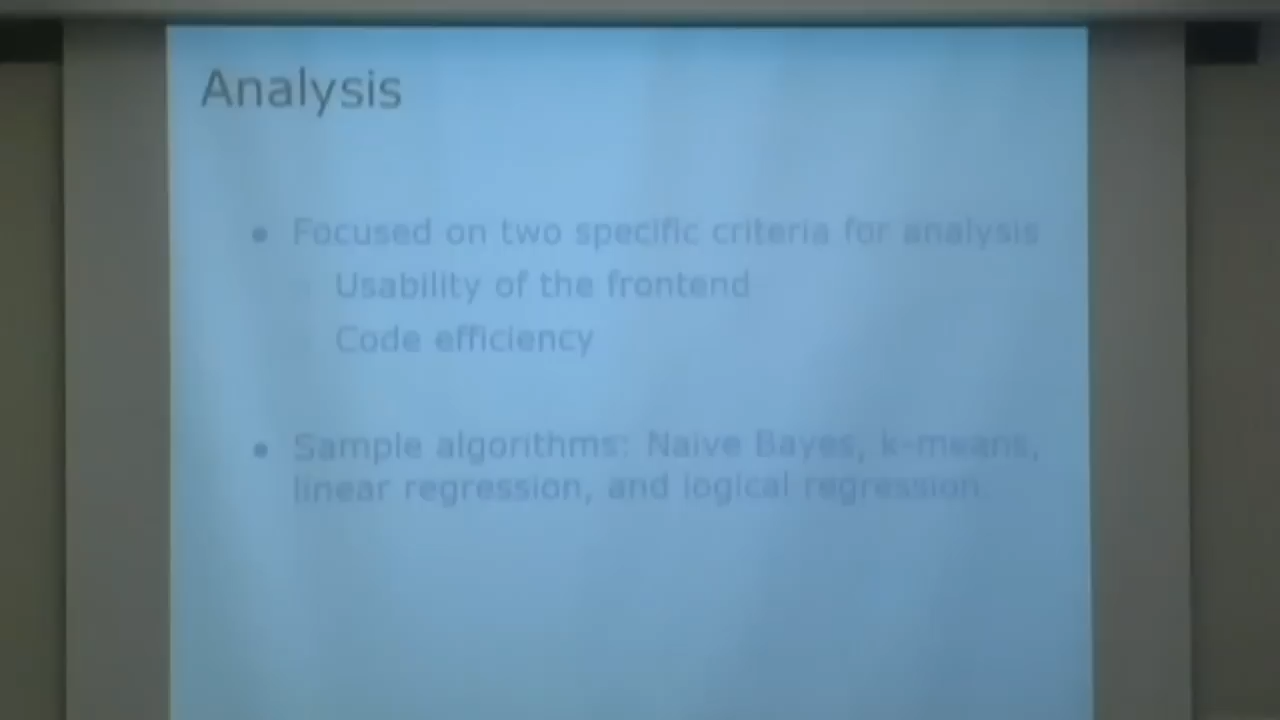 Analysis
• Focused on two specific criteria for analysis
Usability of the frontend
Code efficiency
• Sample algorithms: Naive Bayes, k-means,
linear regression, and logical regression.